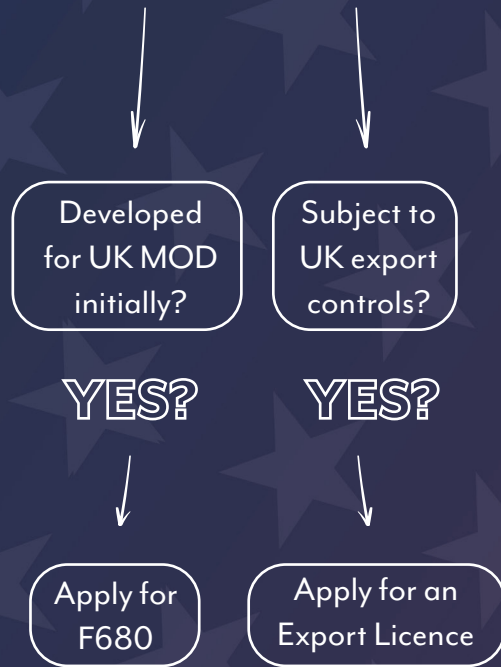 Developed
for UK MOD
initially?
YES?
Apply for
F680
Subject to
UK export
controls?
YES?
Apply for an
Export Licence